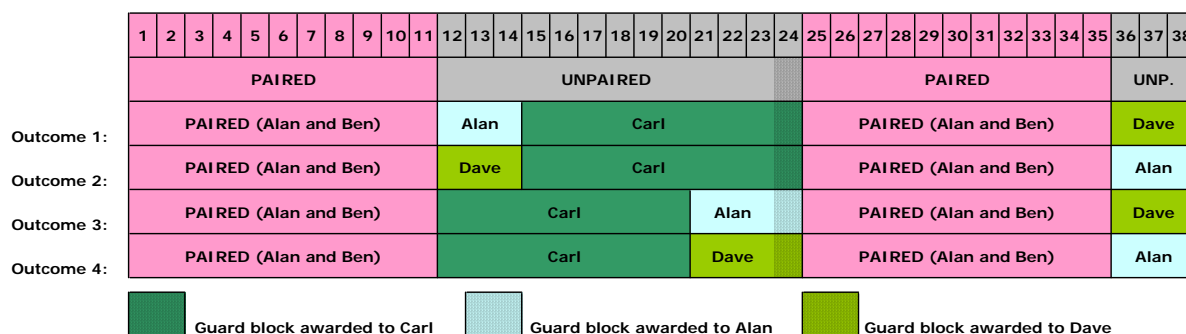 1 2 3 4 5 6 7 8 9 10 11 12 13 14 15 16 17 18 19 20 21 22 23 24 25 26 27 28 29 30 31 32 33 34 35 36 37 38
PAIRED UNPAIRED PAIRED UNP.
Outcome 1: PAIRED (Alan and Ben) Alan Carl PAIRED (Alan and Ben) Dave
Outcome 2: PAIRED (Alan and Ben) Dave Carl PAIRED (Alan and Ben) Alan
Outcome 3: PAIRED (Alan and Ben) Carl Alan PAIRED (Alan and Ben) Dave
Outcome 4: PAIRED (Alan and Ben) Carl Dave PAIRED (Alan and Ben) Alan
Guard block awarded to Carl Guard block awarded to Alan Guard block awarded to Dave